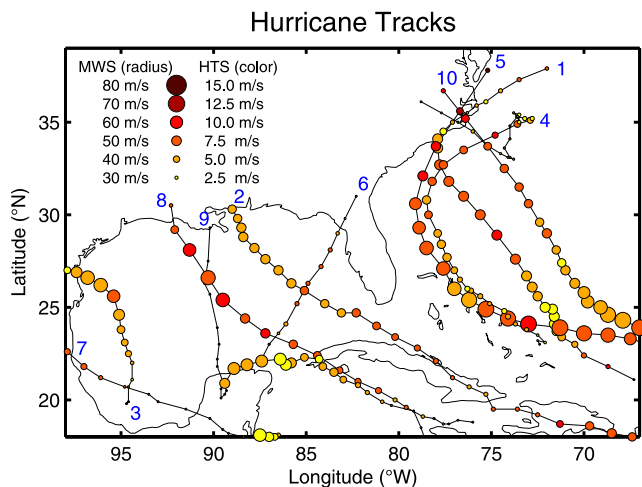 Hurricane Tracks
MWS (radius) HTS (color)
80 m/s 15.0 m/s
70 m/s 12.5 m/s
60 m/s 10.0 m/s
50 m/s 7.5 m/s
40 m/s 5.0 m/s
30 m/s 2.5 m/s
10 5 1
4
6
8 9 2
7
3
35
30
25
20
Latitude (°N)
95 90 85 80 75 70
Longitude (°W)